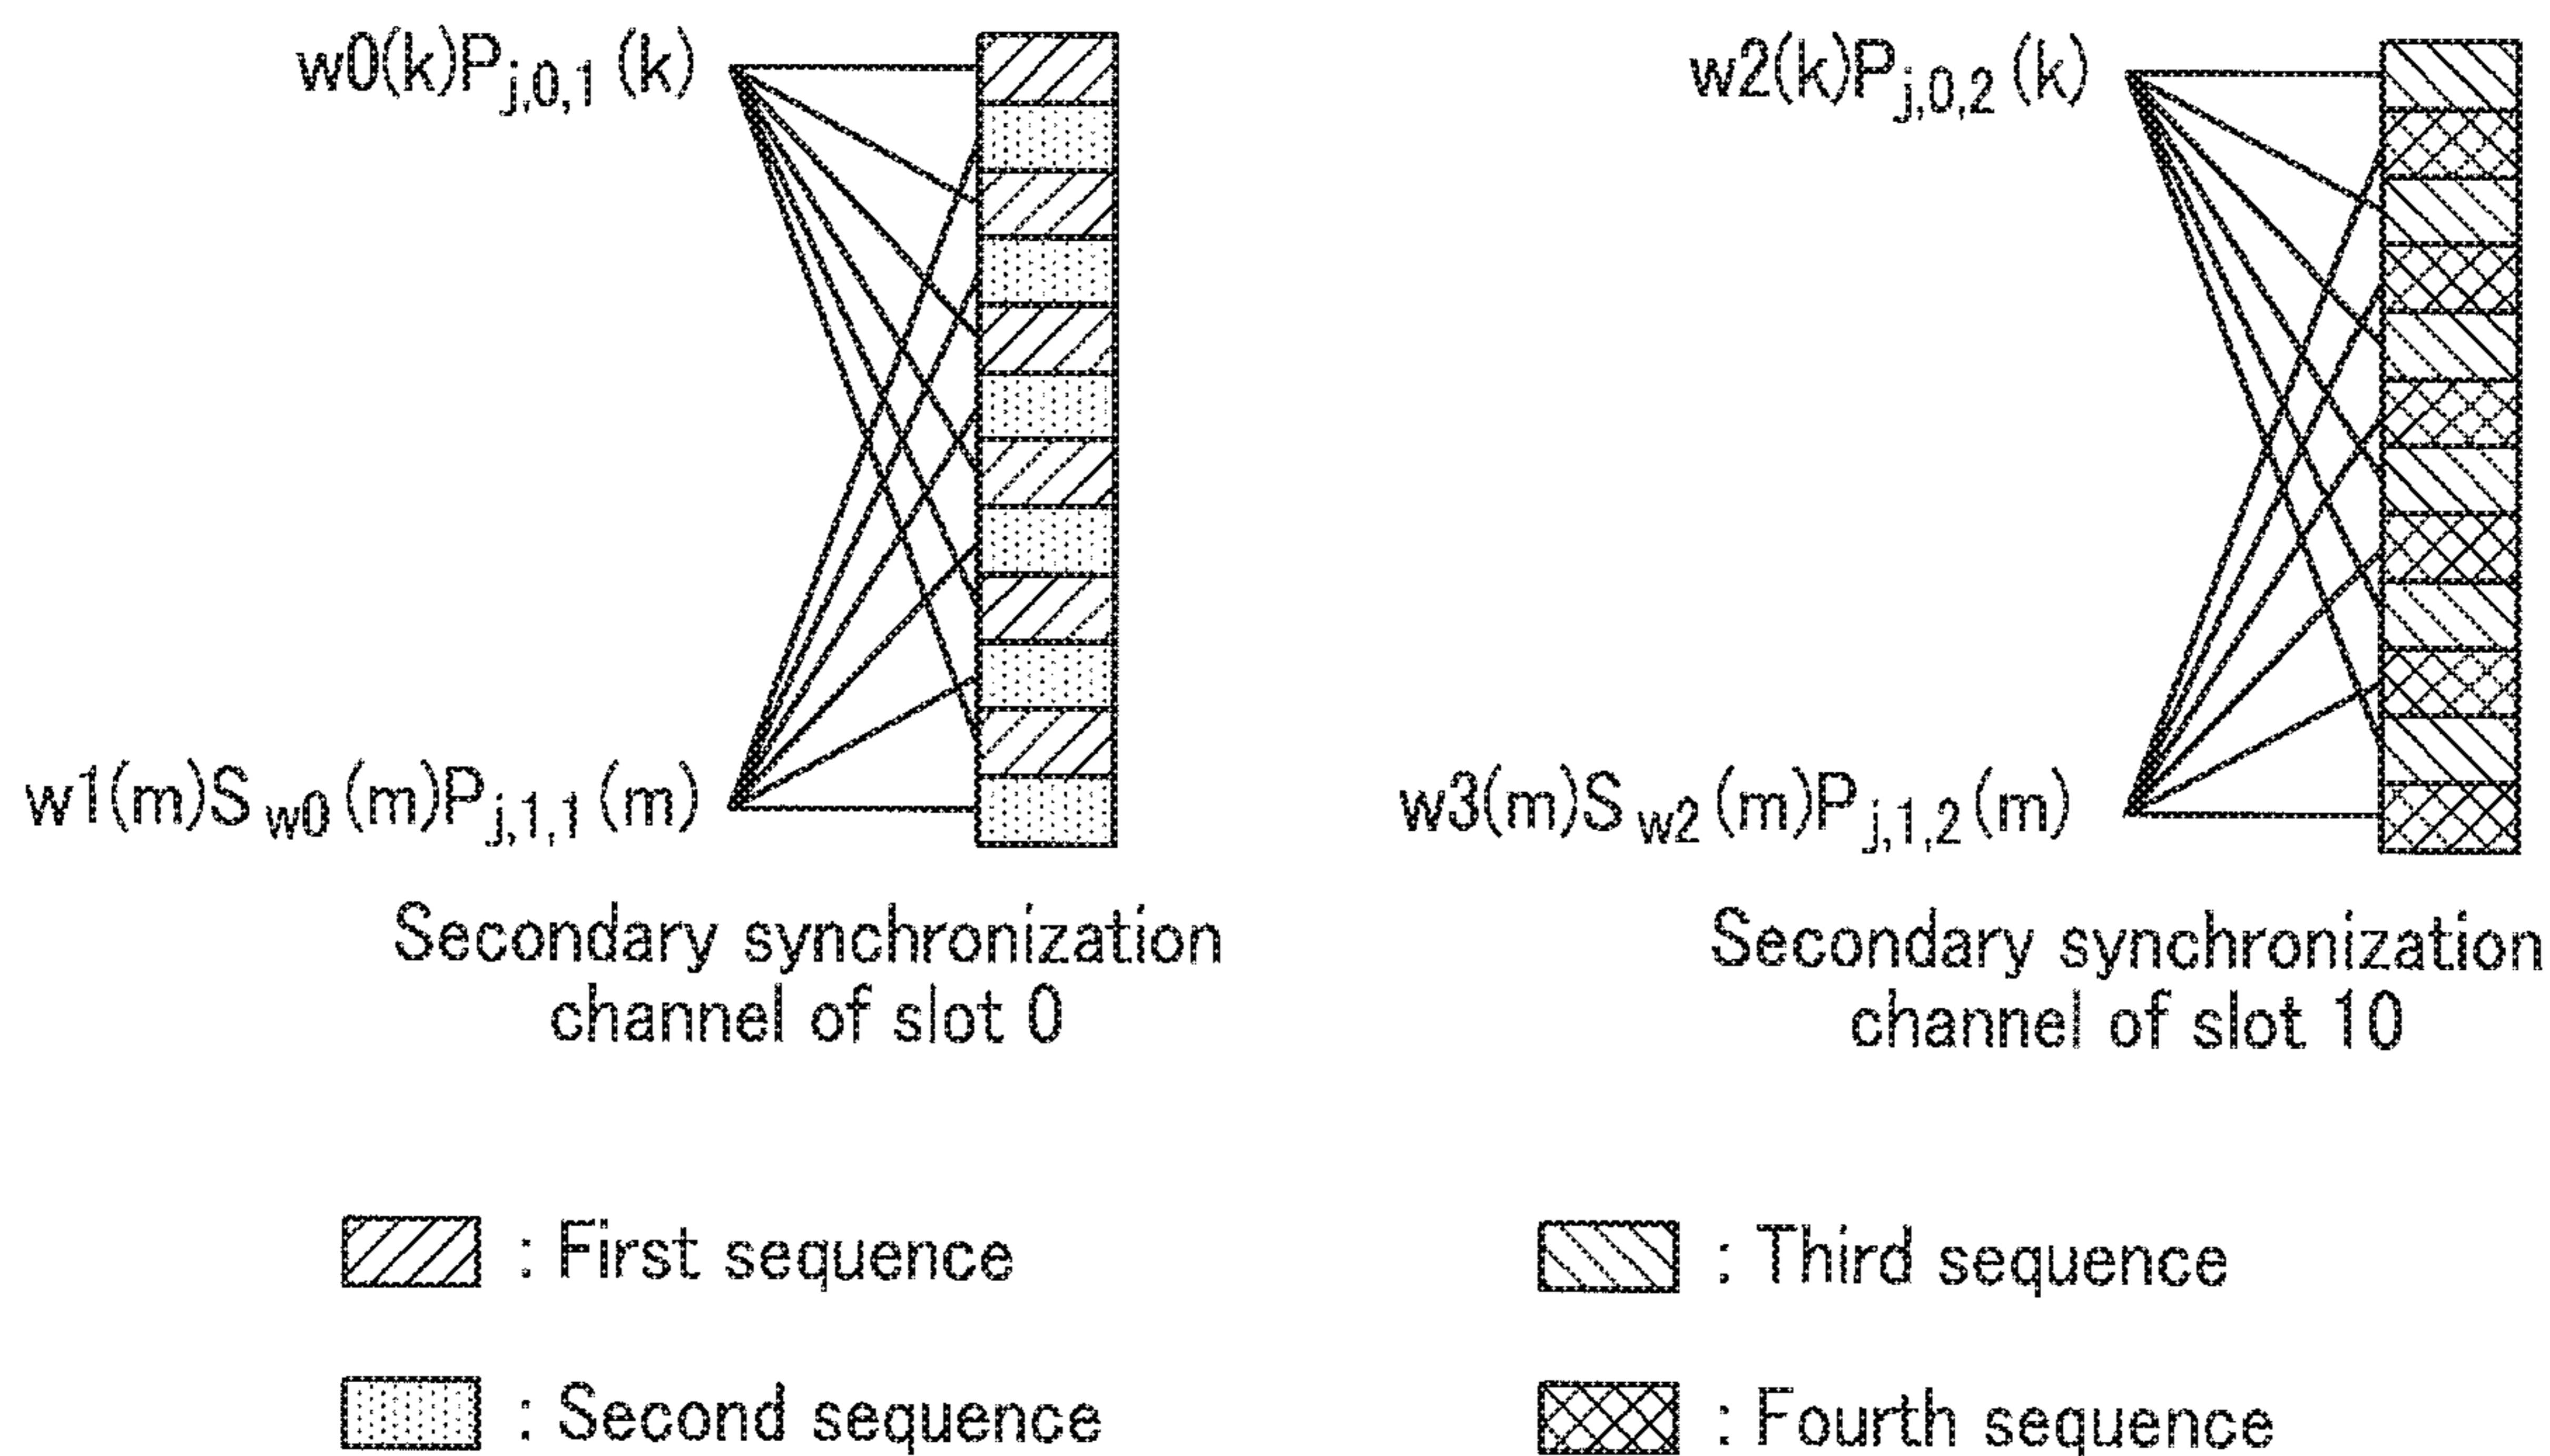 w0(k)P_{j,0,1}(k)
w1(m)S_{w0}(m)P_{j,1,1}(m)
Secondary synchronization
channel of slot 0
w2(k)P_{j,0,2}(k)
w3(m)S_{w2}(m)P_{j,1,2}(m)
Secondary synchronization
channel of slot 10
: First sequence
: Second sequence
: Third sequence
: Fourth sequence